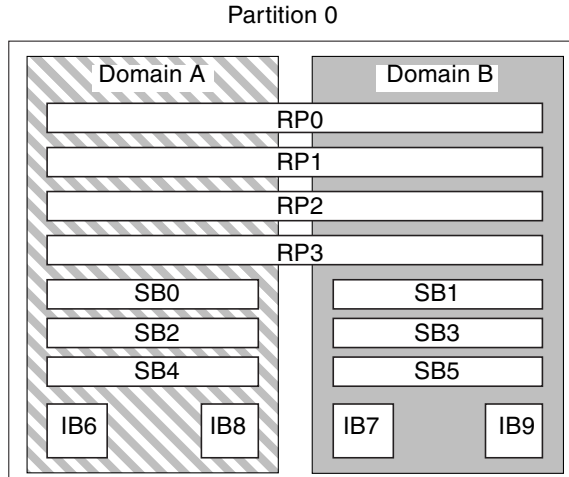 Partition 0
Domain A Domain B
RP0
RP1
RP2
RP3
SB0 SB1
SB2 SB3
SB4 SB5
IB6 IB8 IB7 IB9